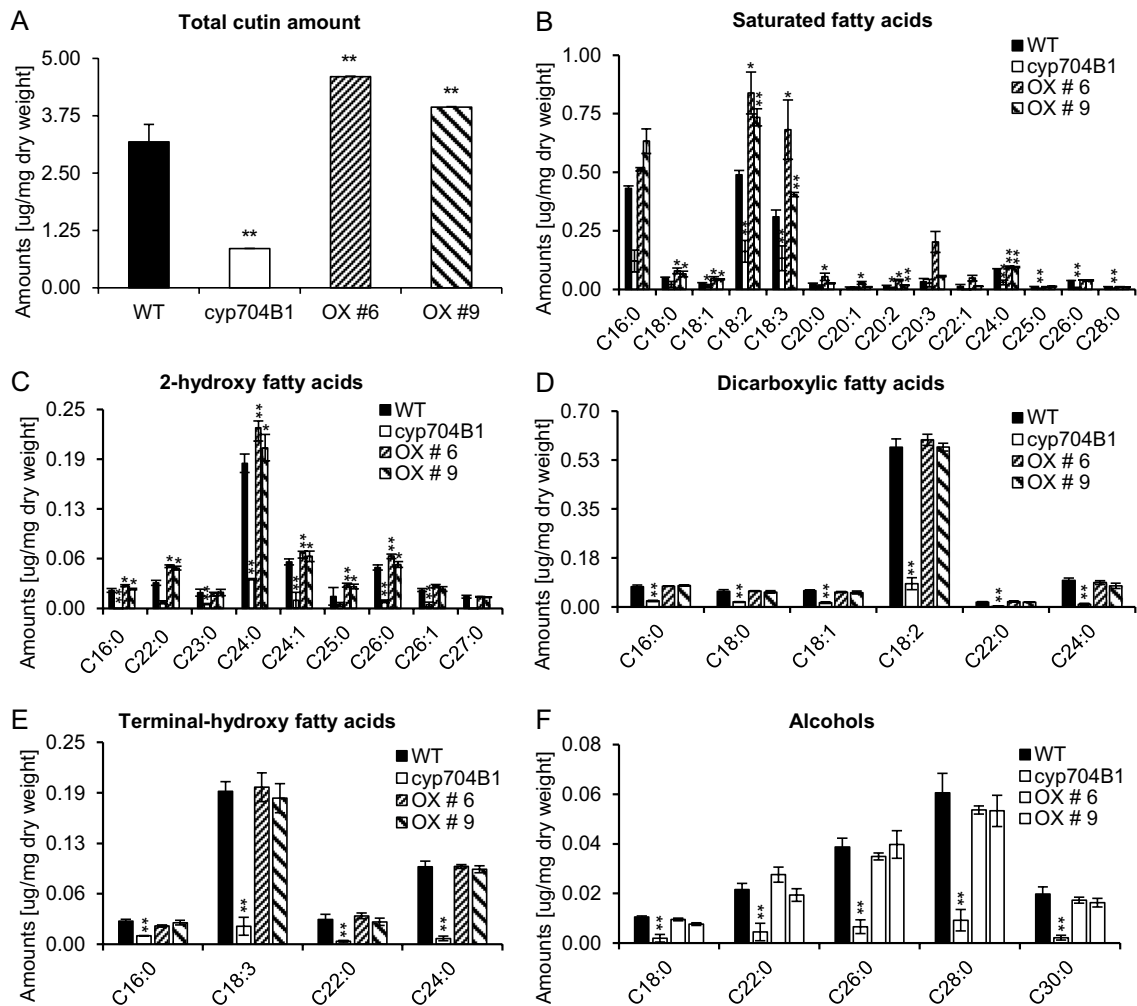 A
Total cutin amount
Amounts [ug/mg dry weight]
5.00
3.75
2.50
1.25
0.00
**
**
**
WT
cyp704B1
OX #6
OX #9
B
Saturated fatty acids
Amounts [ug/mg dry weight]
1.00
0.75
0.50
0.25
0.00
WT
cyp704B1
OX # 6
OX # 9
C16:0
C18:0
C18:1
C18:2
C18:3
C20:0
C20:1
C20:2
C20:3
C22:1
C24:0
C25:0
C26:0
C28:0
C
2-hydroxy fatty acids
Amounts [ug/mg dry weight]
0.25
0.19
0.13
0.06
0.00
WT
cyp704B1
OX # 6
OX # 9
C16:0
C22:0
C23:0
C24:0
C24:1
C25:0
C26:0
C26:1
C27:0
D
Dicarboxylic fatty acids
Amounts [ug/mg dry weight]
0.70
0.53
0.35
0.18
0.00
WT
cyp704B1
OX # 6
OX # 9
**
**
**
**
**
**
C16:0
C18:0
C18:1
C18:2
C22:0
C24:0
E
Terminal-hydroxy fatty acids
Amounts [ug/mg dry weight]
0.25
0.19
0.13
0.06
0.00
WT
cyp704B1
OX # 6
OX # 9
**
**
**
**
C16:0
C18:3
C22:0
C24:0
F
Alcohols
Amounts [ug/mg dry weight]
0.08
0.06
0.04
0.02
0.00
WT
cyp704B1
OX # 6
OX # 9
**
**
**
**
**
C18:0
C22:0
C26:0
C28:0
C30:0